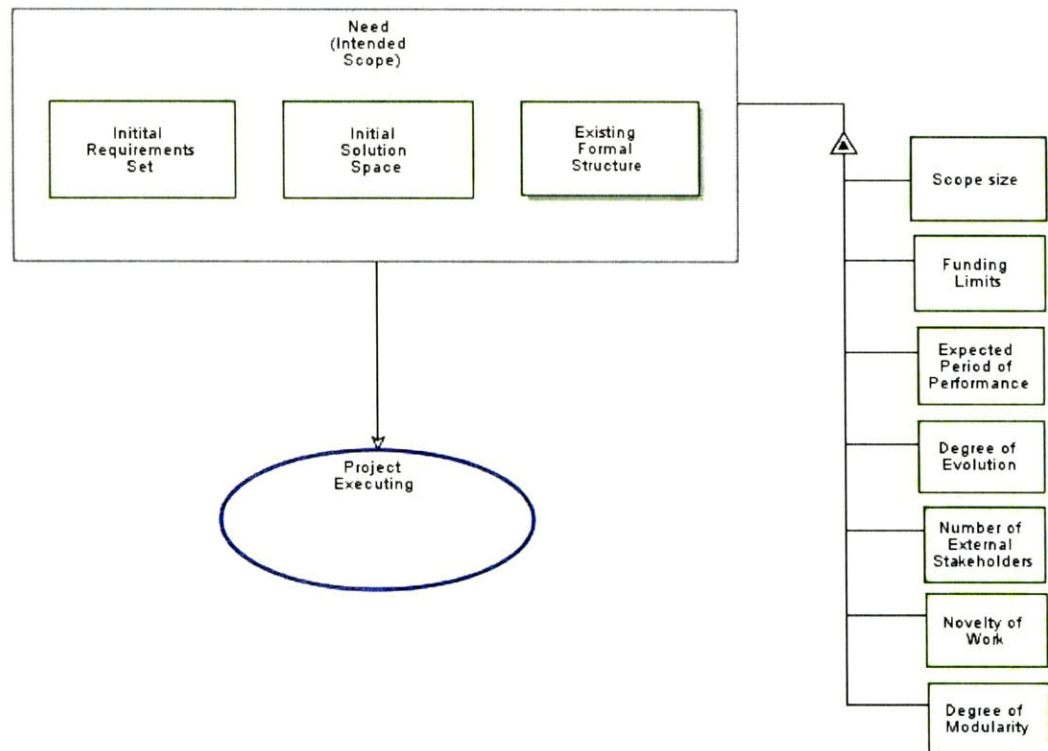 Need
(Intended
Scope)
Initital
Requirements
Set
Initial
Solution
Space
Existing
Formal
Structure
Scope size
Funding
Limits
Expected
Period of
Performance
Degree of
Evolution
Number of
External
Stakeholders
Novelty of
Work
Degree of
Modularity
Project
Executing